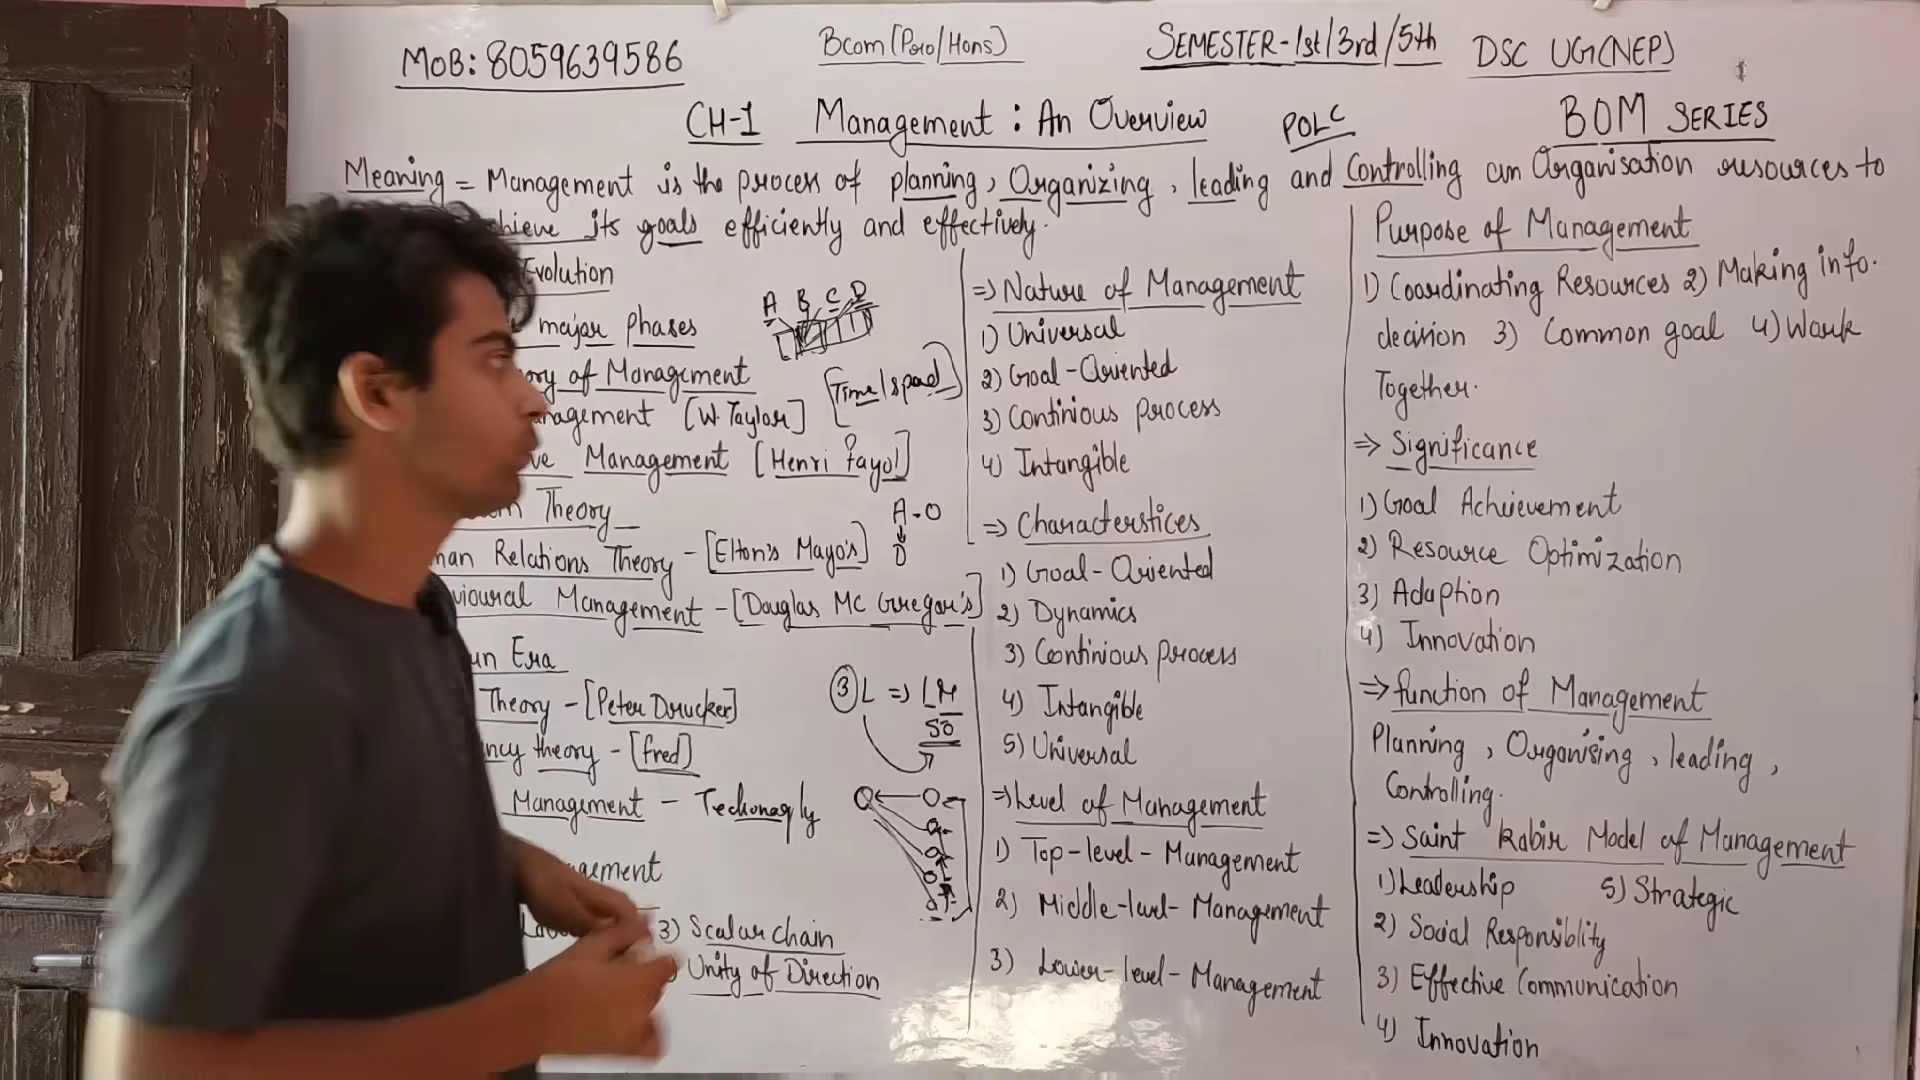 MOB: 8059639586
Bcom (Pro/Hons)
SEMESTER-1st/3rd/5th
DSC UG(NEP)
CH-1 Management : An Overview
POLC
BOM SERIES
Meaning = Management is the process of planning, Organizing, leading and Controlling an Organisation resources to
its goals efficiently and effectively.
Evolution
major phases
A B C D
of Management
[W. Taylor]
[Time/spad]
Management [Henri fayol]
Theory
A-O
D
Relations Theory - [Elton's Mayo's]
Management - [Douglas MC Gregar's]
Era
Theory - [Peter Drucker]
theory - [fred]
3 L => LM
50
Management - Techonogly
3) Scalar chain
Unity of Direction
=> Nature of Management
1) Universal
2) Goal-Oriented
3) Continious process
4) Intangible
=> Characterstices
1) Goal-Oriented
2) Dynamics
3) Continious process
4) Intangible
5) Universal
=> Level of Management
1) Top-level-Management
2) Middle-level-Management
3) Lower-level-Management
Purpose of Management
1) Coordinating Resources 2) Making info.
decision 3) Common goal 4) Work
Together.
=> Significance
1) Goal Achievement
2) Resource Optimization
3) Adaption
4) Innovation
=> function of Management
Planning, Organising, leading,
Controlling.
=> Saint Kabir Model of Management
1) Leadership 5) Strategic
2) Social Responsiblity
3) Effective Communication
4) Innovation